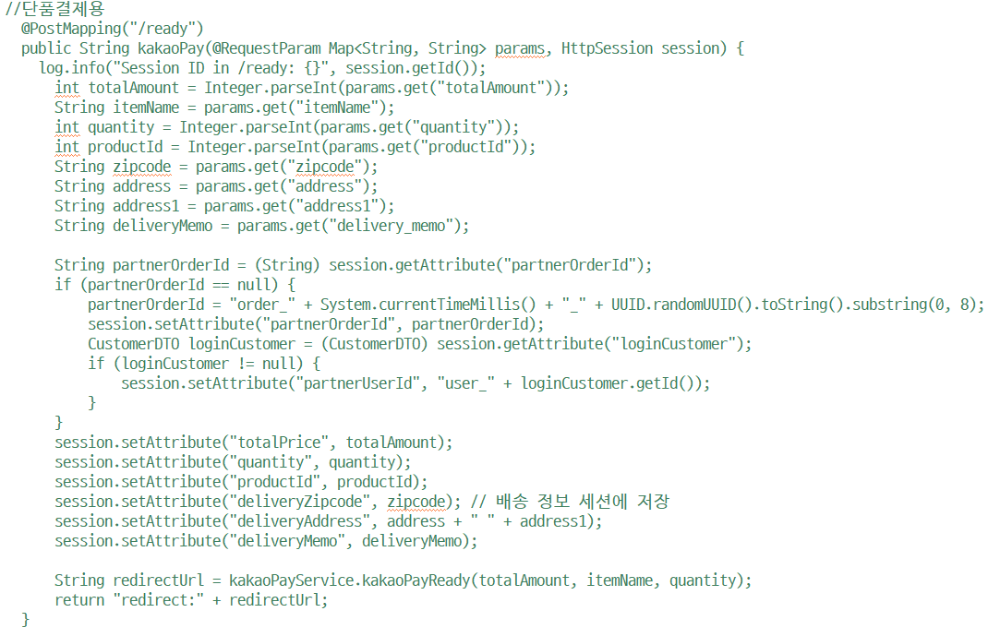 //단품결제용
@PostMapping("/ready")
public String kakaoPay(@RequestParam Map<String, String> params, HttpSession session) {
log.info("Session ID in /ready: {}", session.getId());
int totalAmount = Integer.parseInt(params.get("totalAmount"));
String itemName = params.get("itemName");
int quantity = Integer.parseInt(params.get("quantity"));
int productId = Integer.parseInt(params.get("productId"));
String zipcode = params.get("zipcode");
String address = params.get("address");
String address1 = params.get("address1");
String deliveryMemo = params.get("delivery_memo");
String partnerOrderId = (String) session.getAttribute("partnerOrderId");
if (partnerOrderId == null) {
partnerOrderId = "order_" + System.currentTimeMillis() + "_" + UUID.randomUUID().toString().substring(0, 8);
session.setAttribute("partnerOrderId", partnerOrderId);
CustomerDTO loginCustomer = (CustomerDTO) session.getAttribute("loginCustomer");
if (loginCustomer != null) {
session.setAttribute("partnerUserId", "user_" + loginCustomer.getId());
}
}
session.setAttribute("totalPrice", totalAmount);
session.setAttribute("quantity", quantity);
session.setAttribute("productId", productId);
session.setAttribute("deliveryZipcode", zipcode); // 배송 정보 세션에 저장
session.setAttribute("deliveryAddress", address + " " + address1);
session.setAttribute("deliveryMemo", deliveryMemo);
String redirectUrl = kakaoPayService.kakaoPayReady(totalAmount, itemName, quantity);
return "redirect:" + redirectUrl;
}